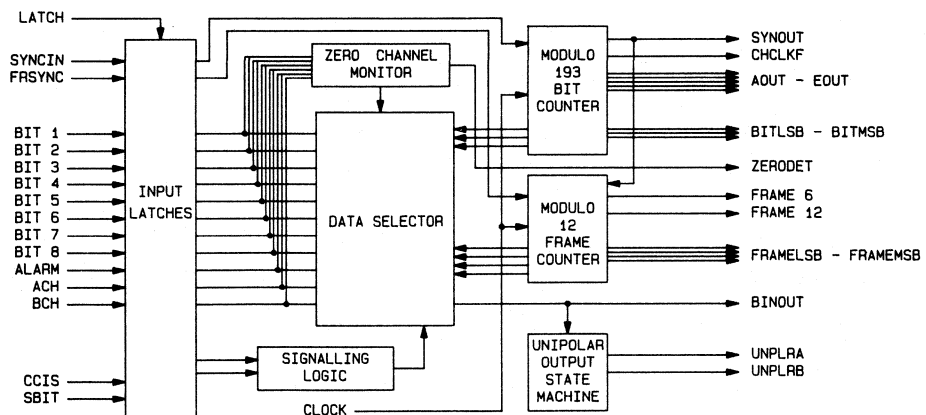 LATCH
SYNCIN
FRSYNC
BIT 1
BIT 2
BIT 3
BIT 4
BIT 5
BIT 6
BIT 7
BIT 8
ALARM
ACH
BCH
CCIS
SBIT
INPUT
LATCHES
ZERO CHANNEL
MONITOR
DATA SELECTOR
SIGNALLING
LOGIC
CLOCK
MODULO
193
BIT
COUNTER
MODULO
12
FRAME
COUNTER
UNIPOLAR
OUTPUT
STATE
MACHINE
SYNOUT
CHCLKF
AOUT - EOUT
BITLSB - BITMSB
ZERODET
FRAME 6
FRAME 12
FRAMELSB - FRAMEMSB
BINOUT
UNPLRA
UNPLRB